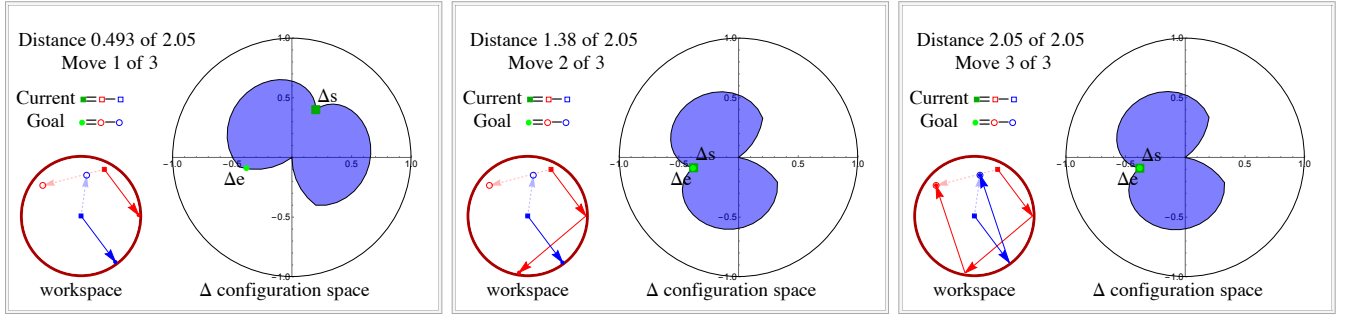 Distance 0.493 of 2.05
Move 1 of 3
Current
Goal
workspace
1.0
0.5
-1.0
-0.5
0.5
1.0
-0.5
-1.0
Δs
Δe
Δ configuration space
Distance 1.38 of 2.05
Move 2 of 3
Current
Goal
workspace
1.0
0.5
-1.0
-0.5
0.5
1.0
-0.5
-1.0
Δs
Δe
Δ configuration space
Distance 2.05 of 2.05
Move 3 of 3
Current
Goal
workspace
1.0
0.5
-1.0
-0.5
0.5
1.0
-0.5
-1.0
Δs
Δe
Δ configuration space